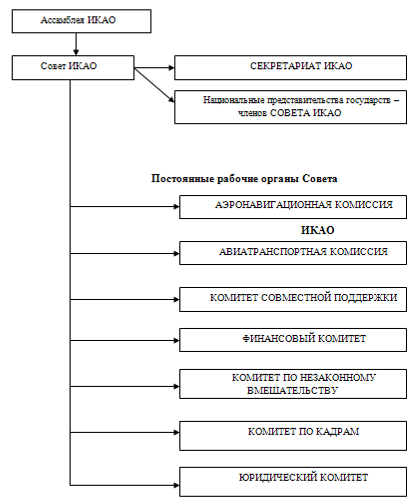 Ассамблея ИКАО
Совет ИКАО
СЕКРЕТАРИАТ ИКАО
Национальные представительства государств –
членов СОВЕТА ИКАО
Постоянные рабочие органы Совета
АЭРОНАВИГАЦИОННАЯ КОМИССИЯ
ИКАО
АВИАТРАНСПОРТНАЯ КОМИССИЯ
КОМИТЕТ СОВМЕСТНОЙ ПОДДЕРЖКИ
ФИНАНСОВЫЙ КОМИТЕТ
КОМИТЕТ ПО НЕЗАКОННОМУ
ВМЕШАТЕЛЬСТВУ
КОМИТЕТ ПО КАДРАМ
ЮРИДИЧЕСКИЙ КОМИТЕТ